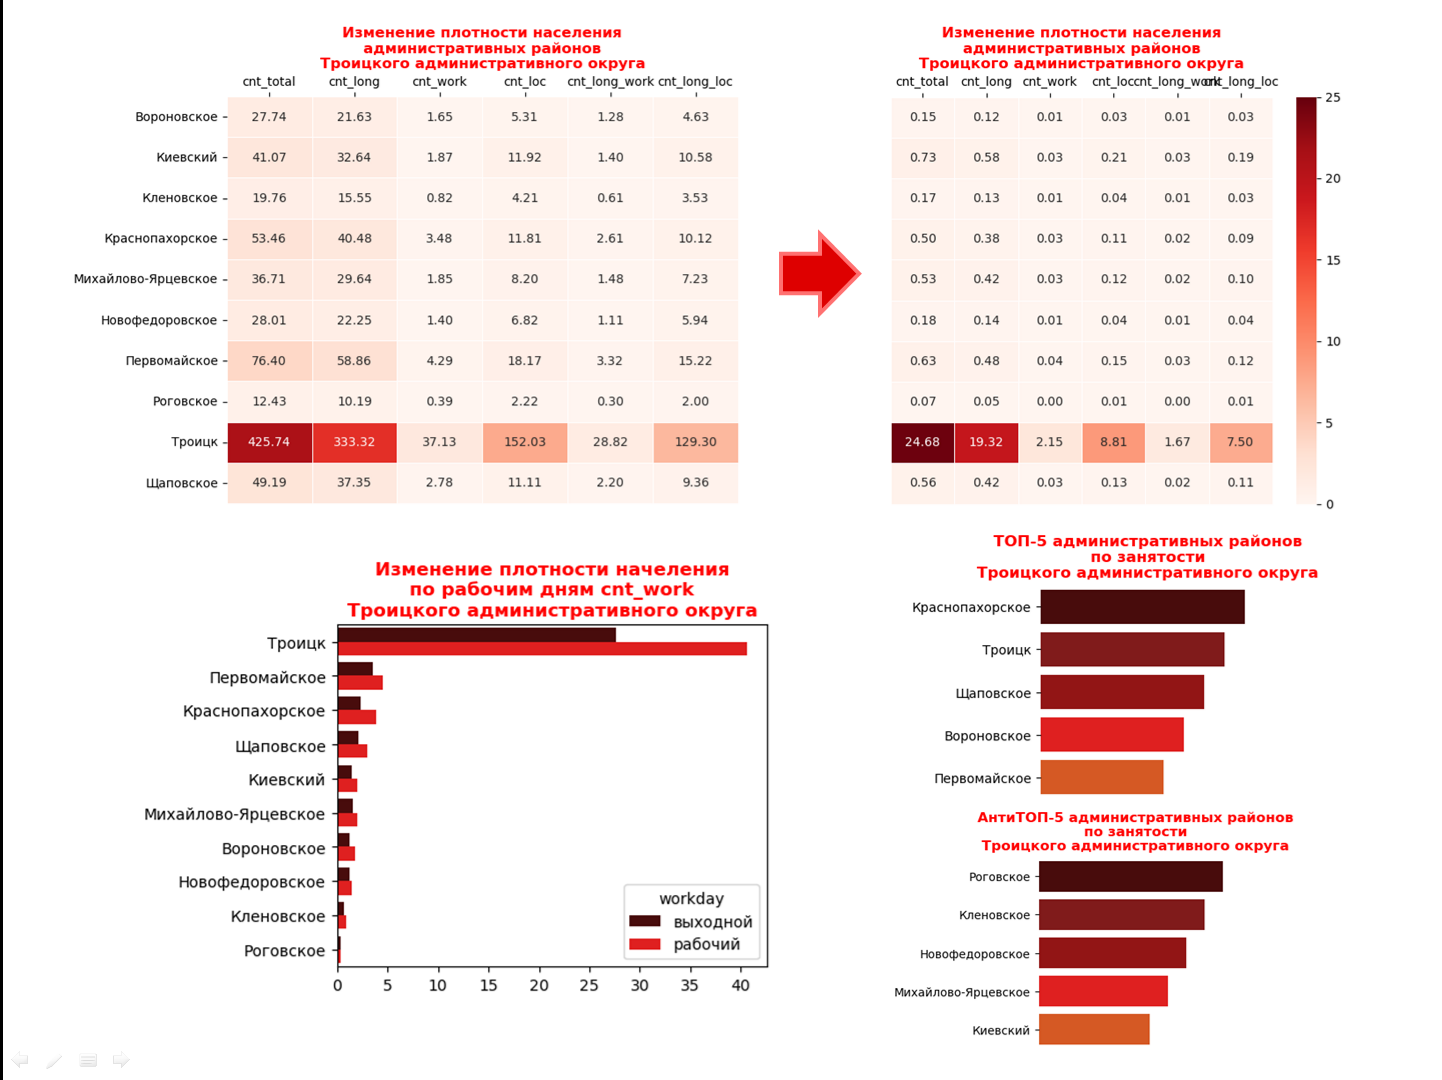 Изменение плотности населения
административных районов
Троицкого административного округа
cnt_total cnt_long cnt_work cnt_loc cnt_long_work cnt_long_loc
Вороновское 27.74 21.63 1.65 5.31 1.28 4.63
Киевский 41.07 32.64 1.87 11.92 1.40 10.58
Кленовское 19.76 15.55 0.82 4.21 0.61 3.53
Краснопахорское 53.46 40.48 3.48 11.81 2.61 10.12
Михайлово-Ярцевское 36.71 29.64 1.85 8.20 1.48 7.23
Новофедоровское 28.01 22.25 1.40 6.82 1.11 5.94
Первомайское 76.40 58.86 4.29 18.17 3.32 15.22
Роговское 12.43 10.19 0.39 2.22 0.30 2.00
Троицк 425.74 333.32 37.13 152.03 28.82 129.30
Щаповское 49.19 37.35 2.78 11.11 2.20 9.36
Изменение плотности населения
административных районов
Троицкого административного округа
cnt_total cnt_long cnt_work cnt_loc cnt_long_work cnt_long_loc
0.15 0.12 0.01 0.03 0.01 0.03
0.73 0.58 0.03 0.21 0.03 0.19
0.17 0.13 0.01 0.04 0.01 0.03
0.50 0.38 0.03 0.11 0.02 0.09
0.53 0.42 0.03 0.12 0.02 0.10
0.18 0.14 0.01 0.04 0.01 0.04
0.63 0.48 0.04 0.15 0.03 0.12
0.07 0.05 0.00 0.01 0.00 0.01
24.68 19.32 2.15 8.81 1.67 7.50
0.56 0.42 0.03 0.13 0.02 0.11
25
20
15
10
5
0
Изменение плотности начеления
по рабочим дням cnt_work
Троицкого административного округа
Троицк
Первомайское
Краснопахорское
Щаповское
Киевский
Михайлово-Ярцевское
Вороновское
Новофедоровское
Кленовское
Роговское
workday
выходной
рабочий
0 5 10 15 20 25 30 35 40
ТОП-5 административных районов
по занятости
Троицкого административного округа
Краснопахорское
Троицк
Щаповское
Вороновское
Первомайское
АнтиТОП-5 административных районов
по занятости
Троицкого административного округа
Роговское
Кленовское
Новофедоровское
Михайлово-Ярцевское
Киевский